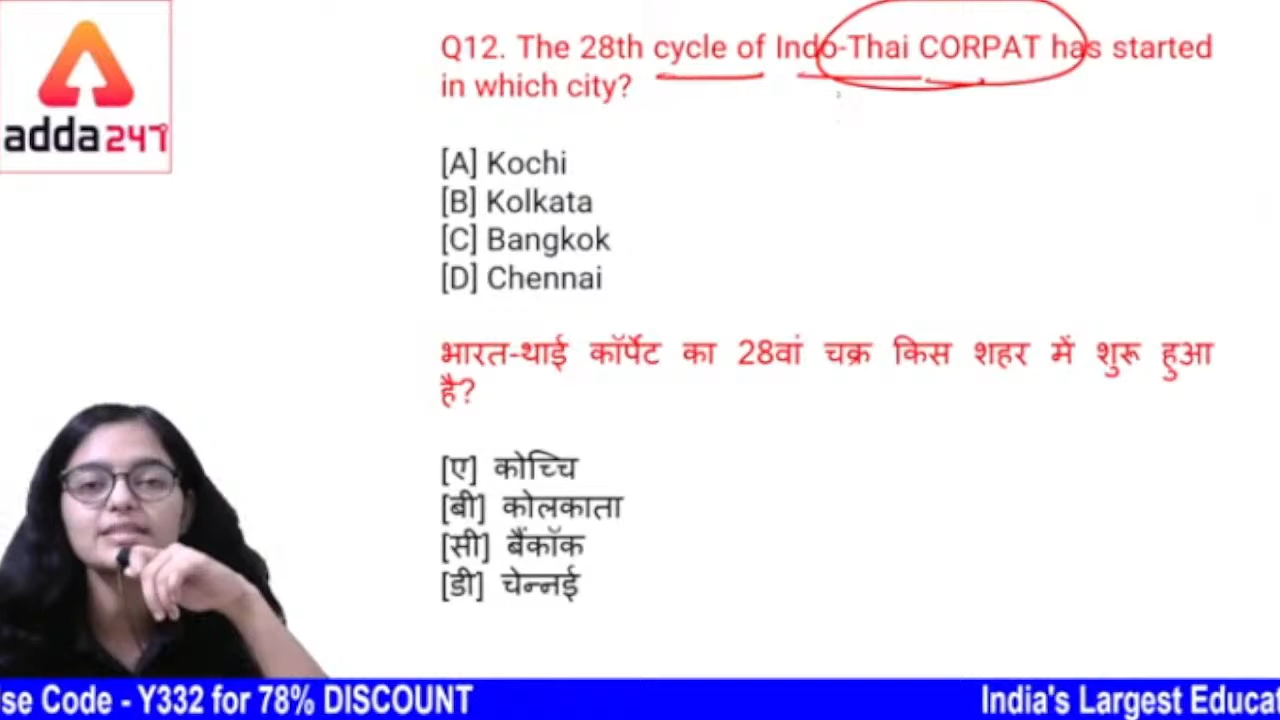 adda247
Q12. The 28th cycle of Indo-Thai CORPAT has started
in which city?
[A] Kochi
[B] Kolkata
[C] Bangkok
[D] Chennai
भारत-थाई कॉर्पेट का 28वां चक्र किस शहर में शुरू हुआ
है?
[ए] कोच्चि
[बी] कोलकाता
[सी] बैंकॉक
[डी] चेन्नई
se Code - Y332 for 78% DISCOUNT India's Largest Educa